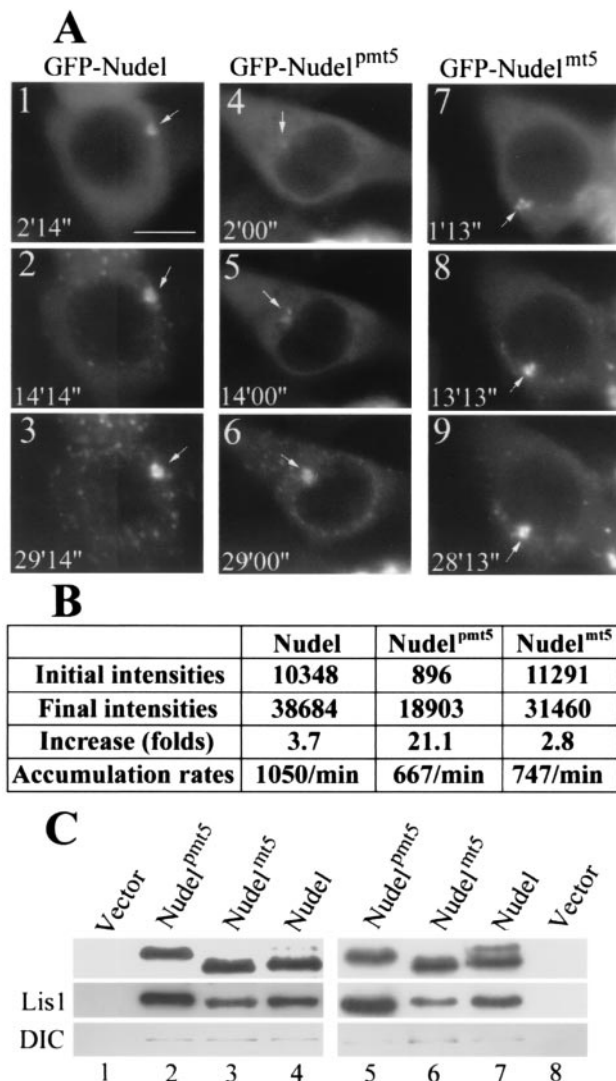 A
GFP-Nudel GFP-Nudel^pmt5 GFP-Nudel^mt5
1 4 7
2'14" 2'00" 1'13"
2 5 8
14'14" 14'00" 13'13"
3 6 9
29'14" 29'00" 28'13"
B
Nudel Nudel^pmt5 Nudel^mt5
Initial intensities 10348 896 11291
Final intensities 38684 18903 31460
Increase (folds) 3.7 21.1 2.8
Accumulation rates 1050/min 667/min 747/min
C
Vector Nudel^pmt5 Nudel^mt5 Nudel Nudel^pmt5 Nudel^mt5 Nudel Vector
Lis1
DIC
1 2 3 4 5 6 7 8